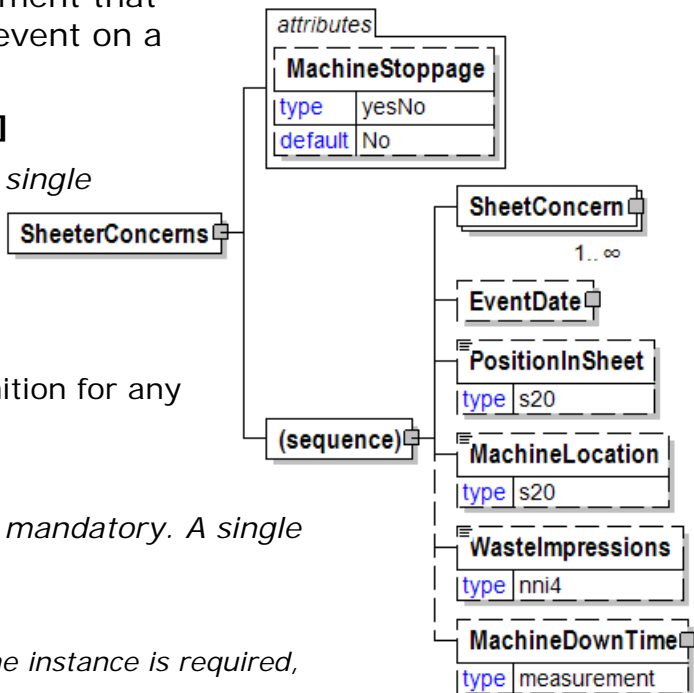 ment that
event on a
]
single
nition for any
mandatory. A single
ne instance is required,
attributes
MachineStoppage
type yesNo
default No
SheeterConcerns
(sequence)
SheetConcern
1..∞
EventDate
PositionInSheet
type s20
MachineLocation
type s20
WasteImpressions
type nni4
MachineDownTime
type measurement